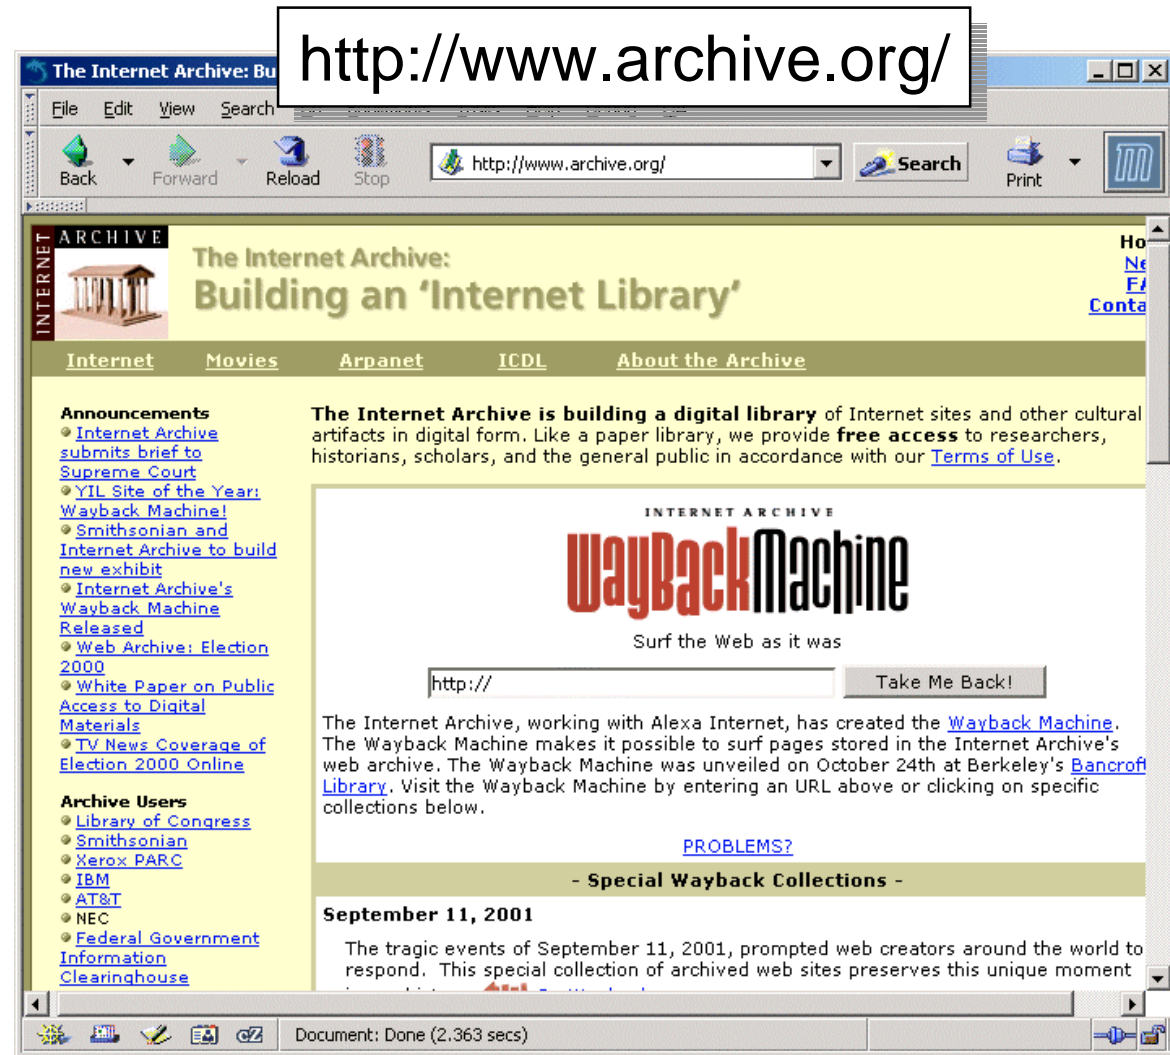 http://www.archive.org/
The Internet Archive: Bu
File Edit View Search
Back Forward Reload Stop http://www.archive.org/ Search Print
INTERNET ARCHIVE
The Internet Archive:
Building an ‘Internet Library’
Internet Movies Arpanet ICDL About the Archive
Announcements
Internet Archive
submits brief to
Supreme Court
YIL Site of the Year:
Wayback Machine!
Smithsonian and
Internet Archive to build
new exhibit
Internet Archive's
Wayback Machine
Released
Web Archive: Election
2000
White Paper on Public
Access to Digital
Materials
TV News Coverage of
Election 2000 Online
Archive Users
Library of Congress
Smithsonian
Xerox PARC
IBM
AT&T
NEC
Federal Government
Information
Clearinghouse
The Internet Archive is building a digital library of Internet sites and other cultural
artifacts in digital form. Like a paper library, we provide free access to researchers,
historians, scholars, and the general public in accordance with our Terms of Use.
INTERNET ARCHIVE
WayBackMachine
Surf the Web as it was
http:// Take Me Back!
The Internet Archive, working with Alexa Internet, has created the Wayback Machine.
The Wayback Machine makes it possible to surf pages stored in the Internet Archive's
web archive. The Wayback Machine was unveiled on October 24th at Berkeley's Bancroft
Library. Visit the Wayback Machine by entering an URL above or clicking on specific
collections below.
PROBLEMS?
- Special Wayback Collections -
September 11, 2001
The tragic events of September 11, 2001, prompted web creators around the world to
respond. This special collection of archived web sites preserves this unique moment
Document: Done (2.363 secs)